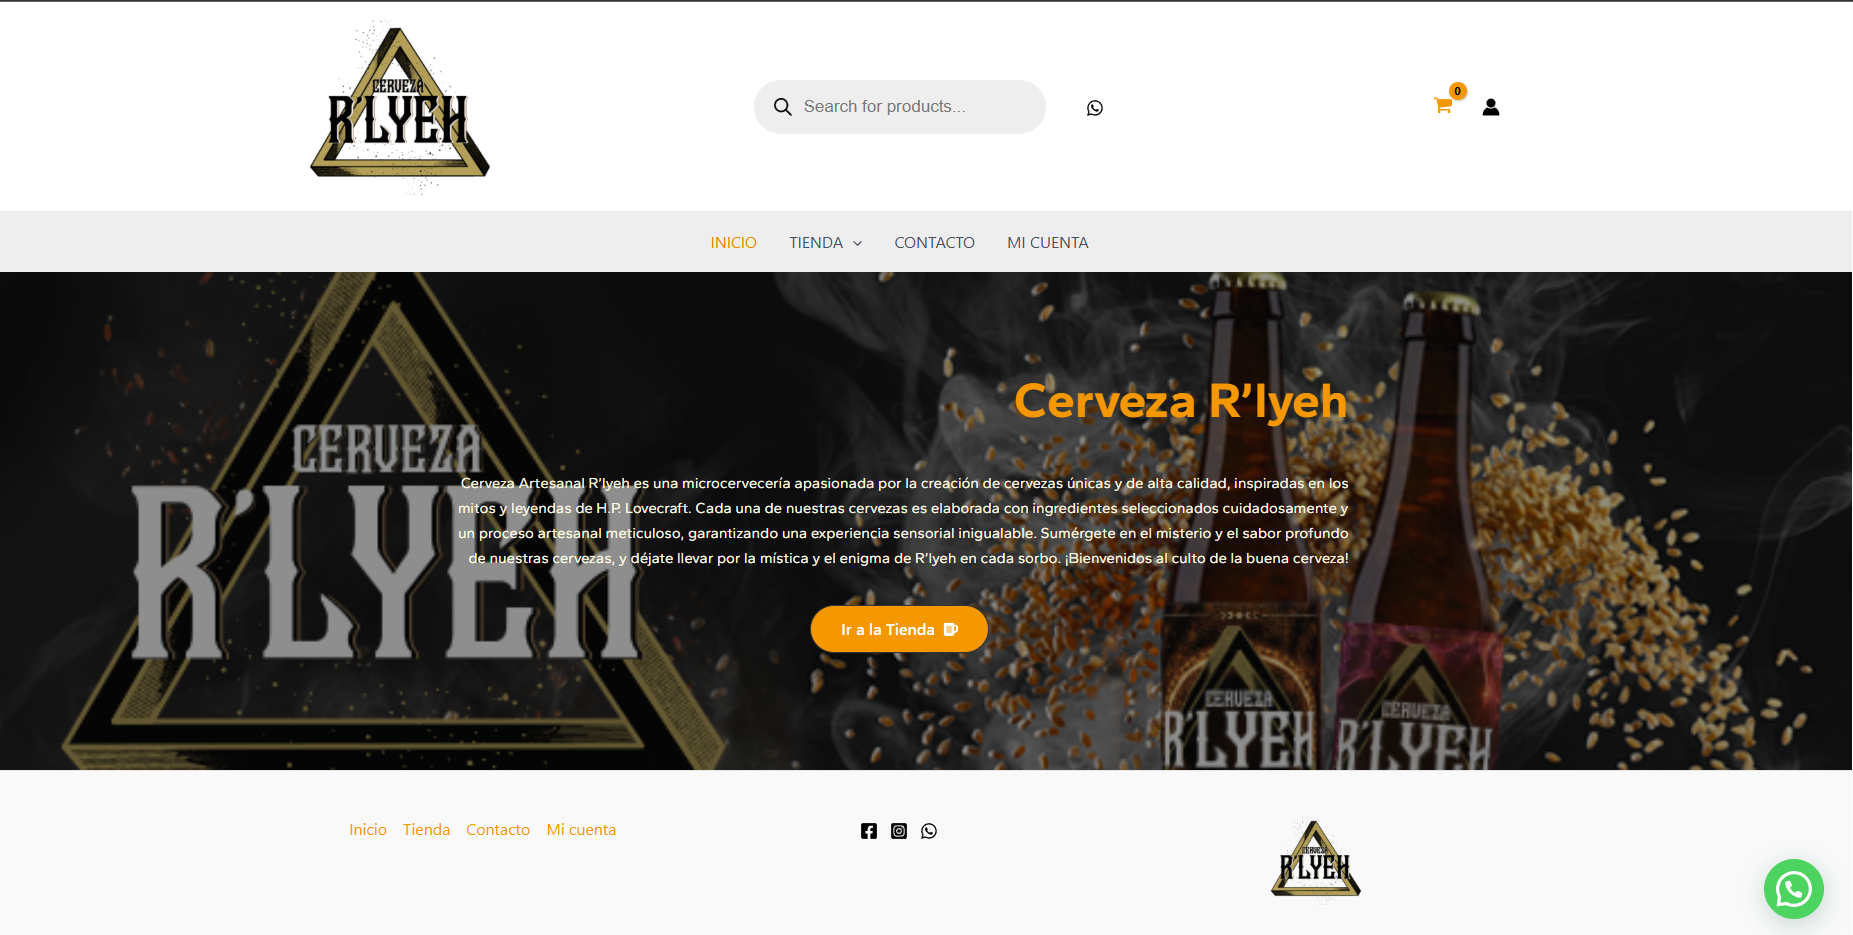 CERVEZA
R'LYEH
Search for products...
0
INICIO
TIENDA
CONTACTO
MI CUENTA
CERVEZA
R'LYEH
Cerveza R'lyeh
Cerveza Artesanal R'lyeh es una microcervecería apasionada por la creación de cervezas únicas y de alta calidad, inspiradas en los
mitos y leyendas de H.P. Lovecraft. Cada una de nuestras cervezas es elaborada con ingredientes seleccionados cuidadosamente y
un proceso artesanal meticuloso, garantizando una experiencia sensorial inigualable. Sumérgete en el misterio y el sabor profundo
de nuestras cervezas, y déjate llevar por la mística y el enigma de R'lyeh en cada sorbo. ¡Bienvenidos al culto de la buena cerveza!
Ir a la Tienda
CERVEZA
R'LYEH
CERVEZA
R'LYEH
Inicio
Tienda
Contacto
Mi cuenta
CERVEZA
R'LYEH